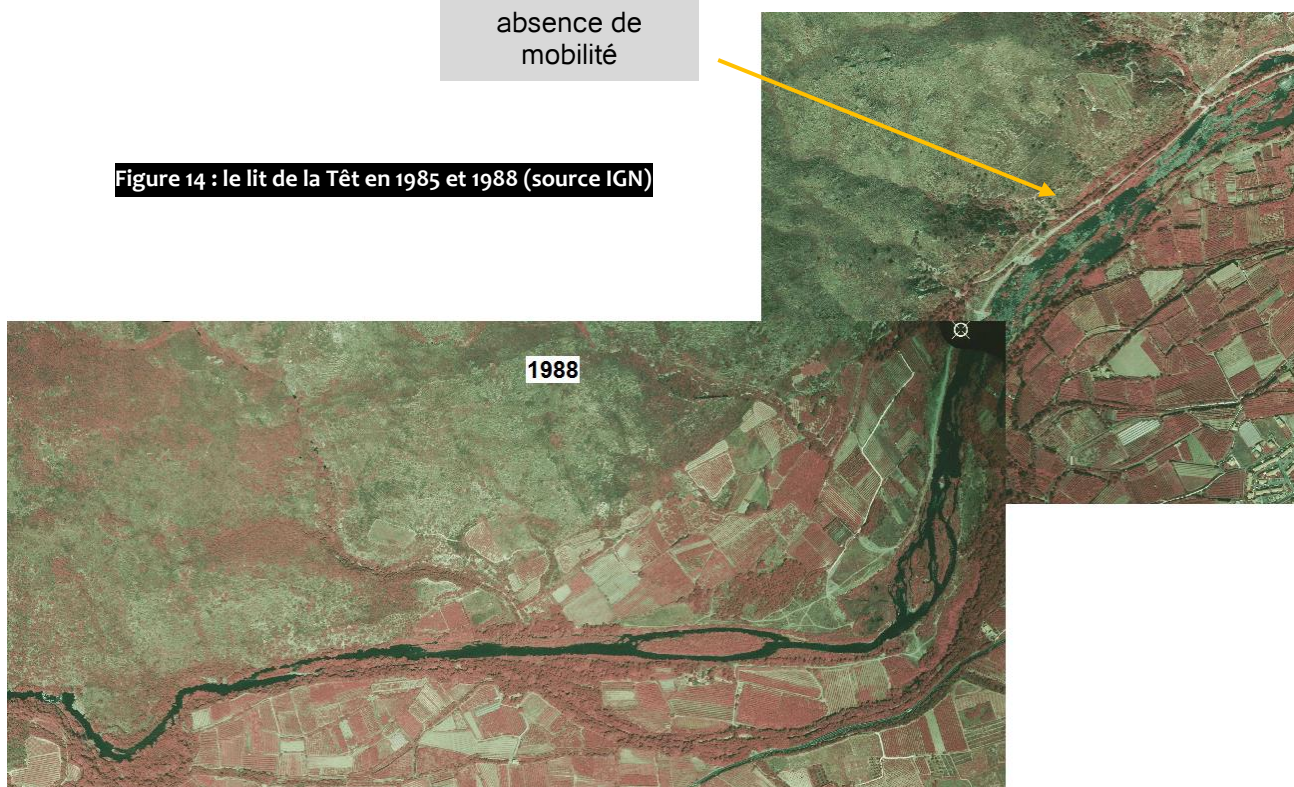 absence de
mobilité
Figure 14 : le lit de la Têt en 1985 et 1988 (source IGN)
1988